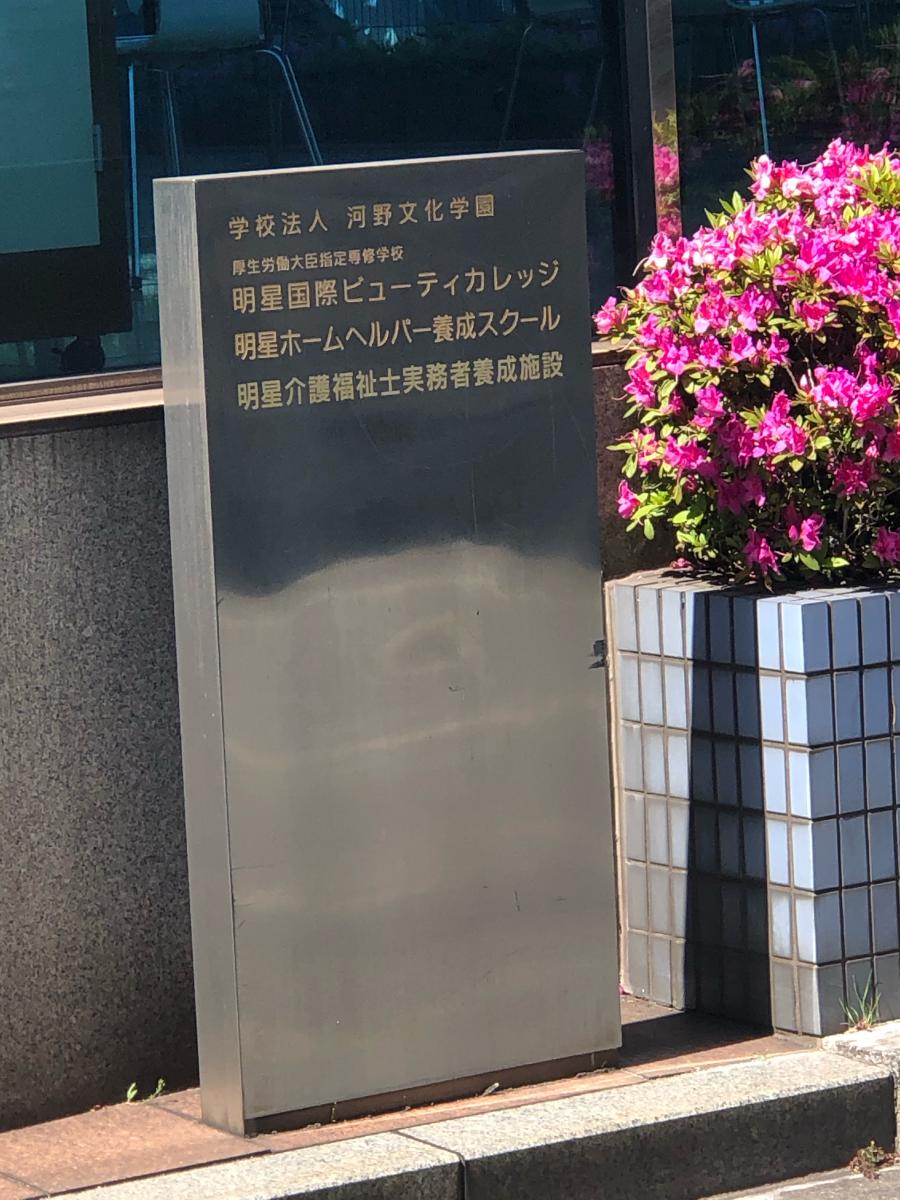 学校法人 河野文化学園
厚生労働大臣指定専修学校
明星国際ビューティカレッジ
明星ホームヘルパー養成スクール
明星介護福祉士実務者養成施設